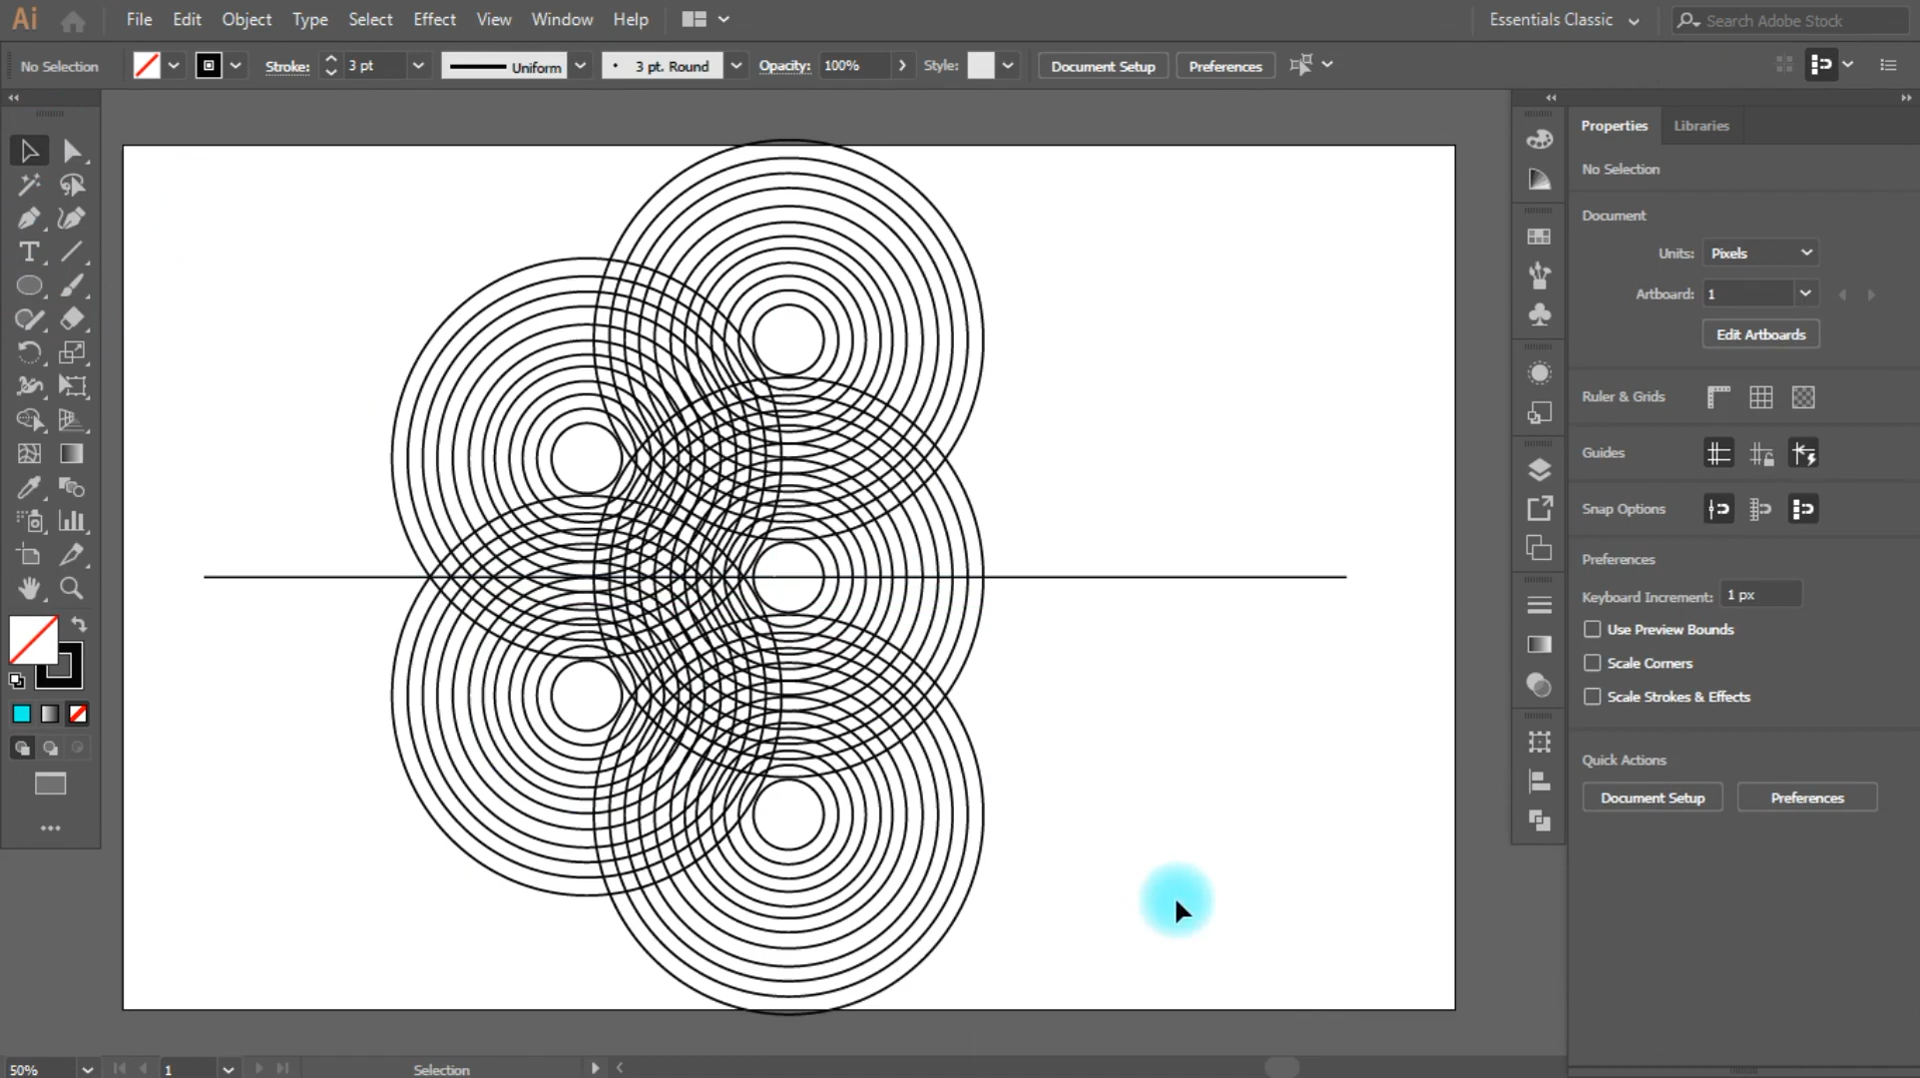 Ai File Edit Object Type Select Effect View Window Help Essentials Classic Search Adobe Stock
No Selection Stroke: 3 pt Uniform 3 pt. Round Opacity: 100% Style: Document Setup Preferences
Properties Libraries
No Selection
Document
Units: Pixels
Artboard: 1
Edit Artboards
Ruler & Grids
Guides
Snap Options
Preferences
Keyboard Increment: 1 px
Use Preview Bounds
Scale Corners
Scale Strokes & Effects
Quick Actions
Document Setup Preferences
50% 1 Selection